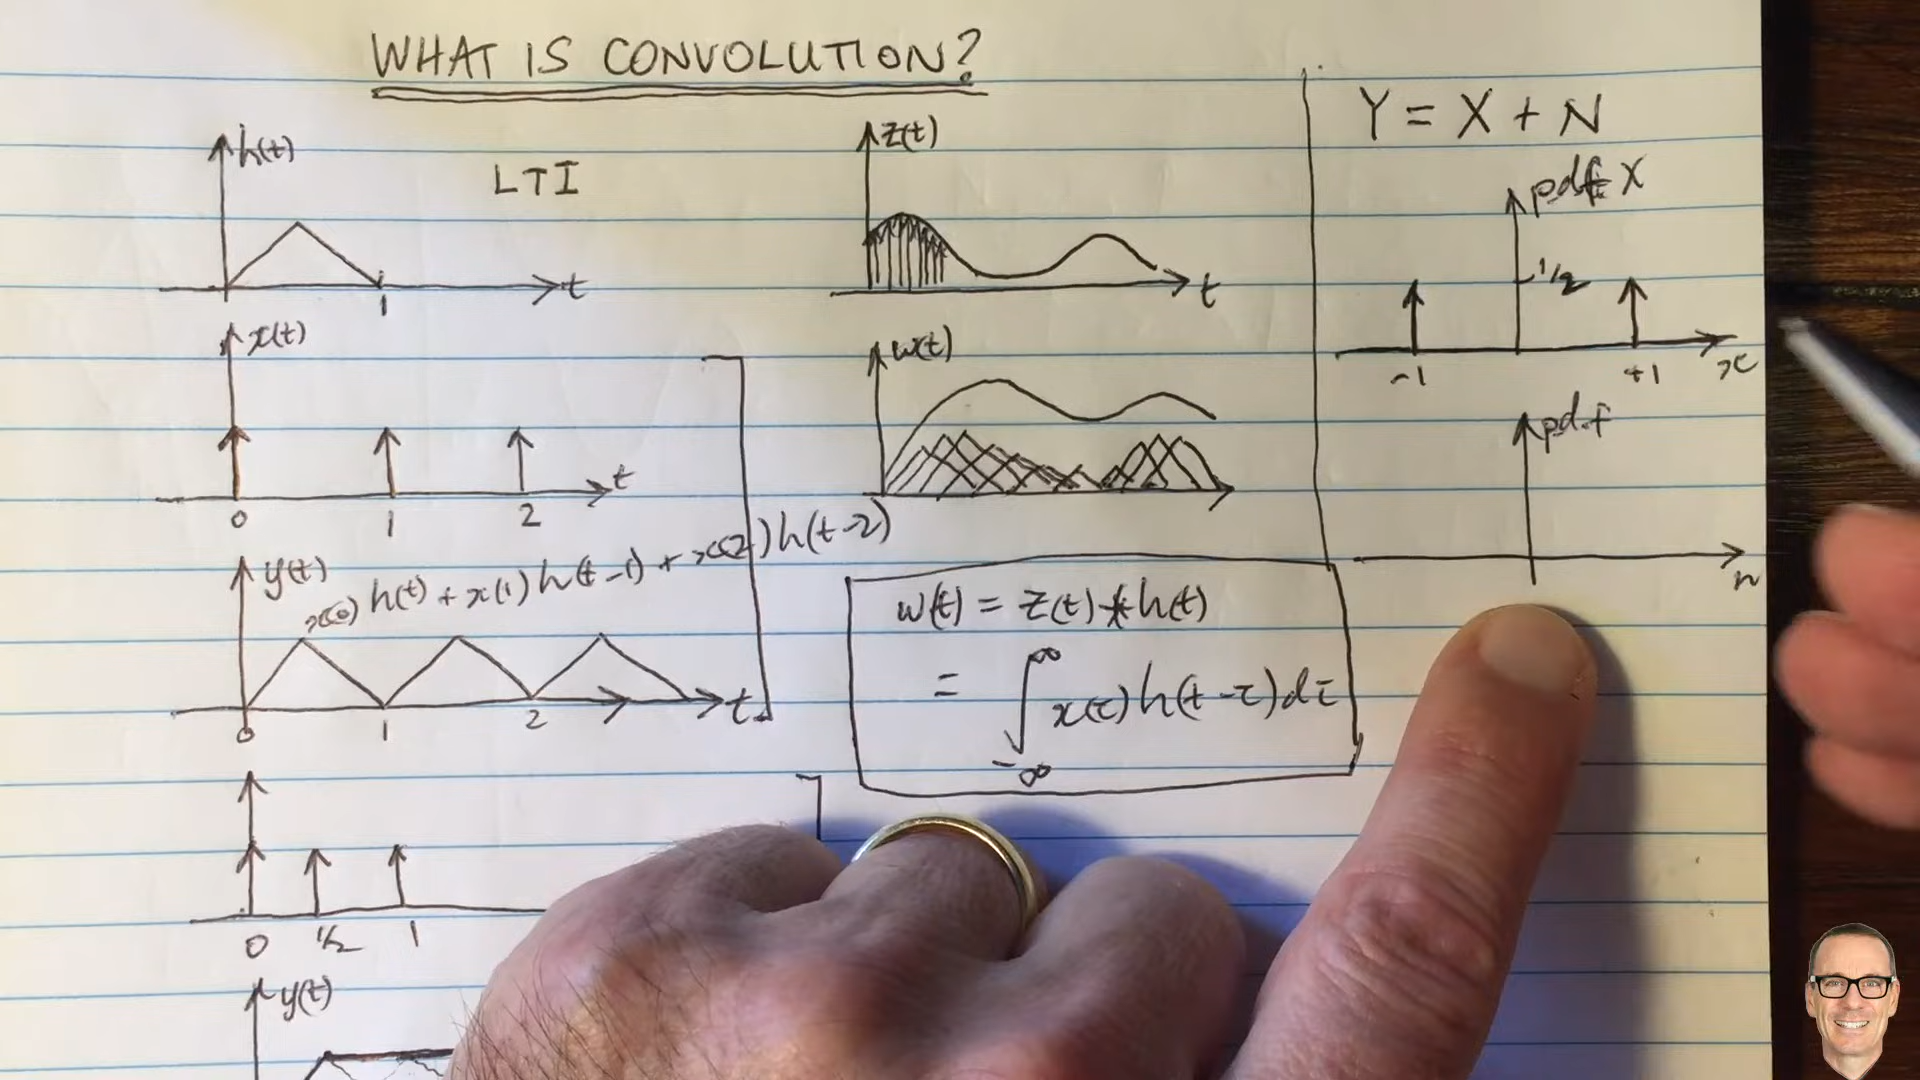 WHAT IS CONVOLUTION?
h(t)
LTI
1
t
x(t)
0 1 2
t
y(t)
x(0) h(t) + x(1) h(t-1) + x(2) h(t-2)
0 1 2
t
0 1/2 1
y(t)
z(t)
t
w(t)
w(t) = z(t) * h(t)
= ∫ x(τ) h(t-τ) dτ
∞
-∞
Y = X + N
pdf X
1/2
-1 +1
x
pdf
n